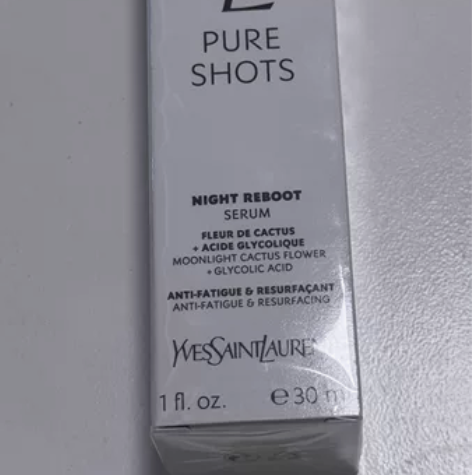 PURE
SHOTS
NIGHT REBOOT
SERUM
FLEUR DE CACTUS
+ ACIDE GLYCOLIQUE
MOONLIGHT CACTUS FLOWER
+ GLYCOLIC ACID
ANTI-FATIGUE & RESURFAÇANT
ANTI-FATIGUE & RESURFACING
YVESSAINTLAUREN
1 fl. oz. ℮ 30 m